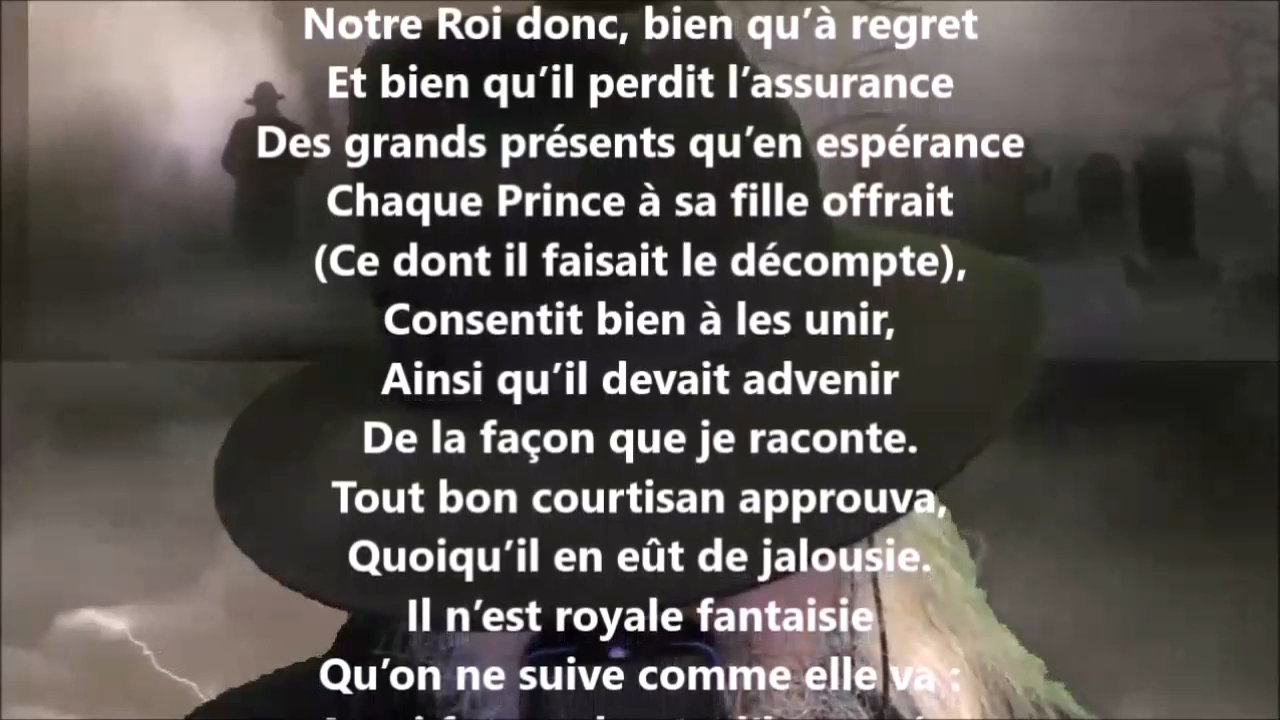 Notre Roi donc, bien qu’à regret
Et bien qu’il perdit l’assurance
Des grands présents qu’en espérance
Chaque Prince à sa fille offrait
(Ce dont il faisait le décompte),
Consentit bien à les unir,
Ainsi qu’il devait advenir
De la façon que je raconte.
Tout bon courtisan approuva,
Quoiqu’il en eût de jalousie.
Il n’est royale fantaisie
Qu’on ne suive comme elle va :